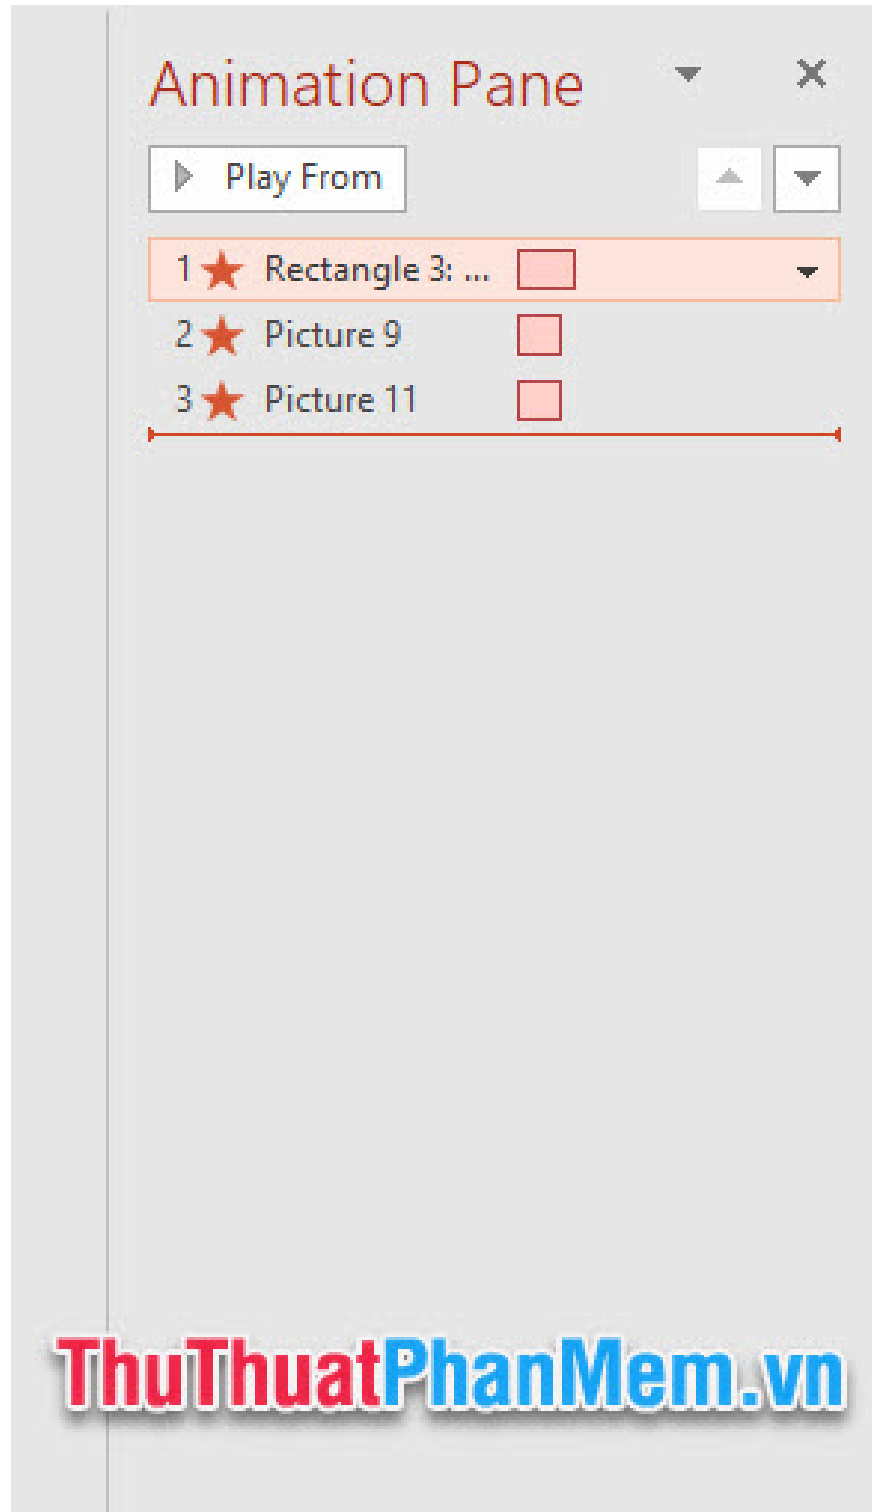 Animation Pane
Play From
1 Rectangle 3: ...
2 Picture 9
3 Picture 11
ThuThuatPhanMem.vn